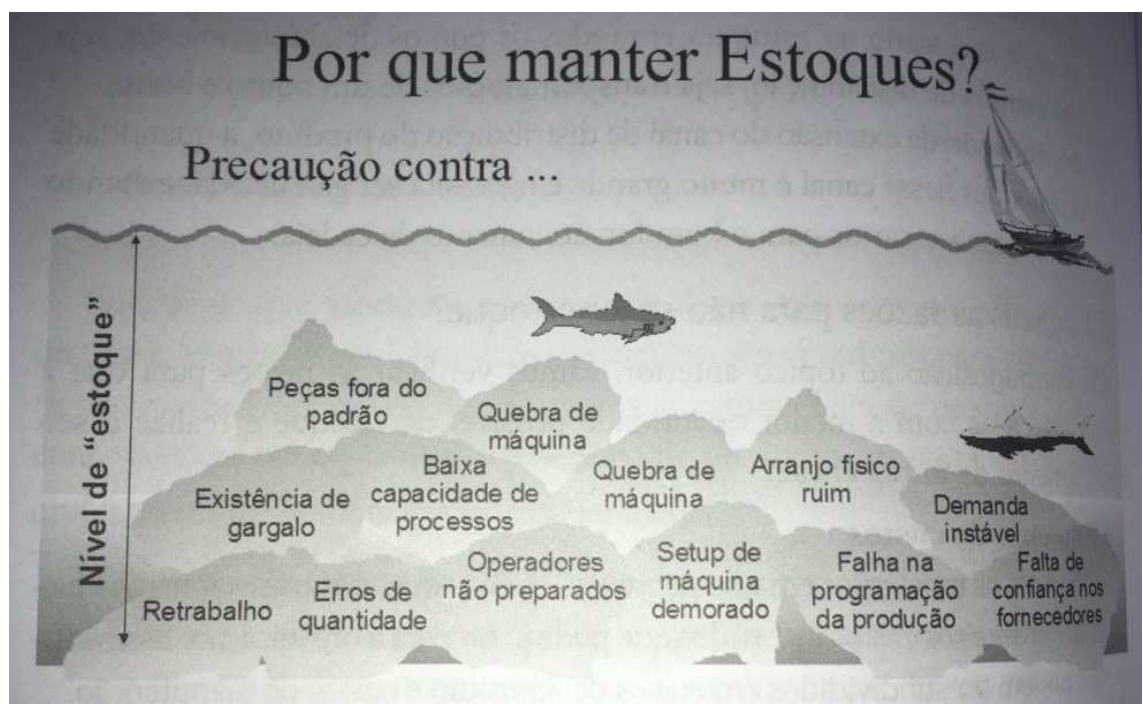 Por que manter Estoques?
Precaução contra ...
Nível de “estoque”
Peças fora do
padrão
Quebra de
máquina
Existência de
gargalo
Baixa
capacidade de
processos
Quebra de
máquina
Arranjo físico
ruim
Demanda
instável
Retrabalho
Erros de
quantidade
Operadores
não preparados
Setup de
máquina
demorado
Falha na
programação
da produção
Falta de
confiança nos
fornecedores